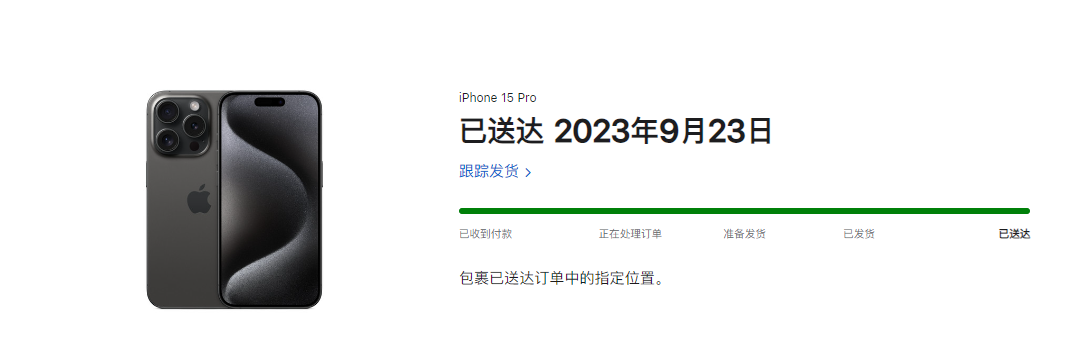 iPhone 15 Pro
已送达 2023年9月23日
跟踪发货 >
已收到付款 正在处理订单 准备发货 已发货 已送达
包裹已送达订单中的指定位置。